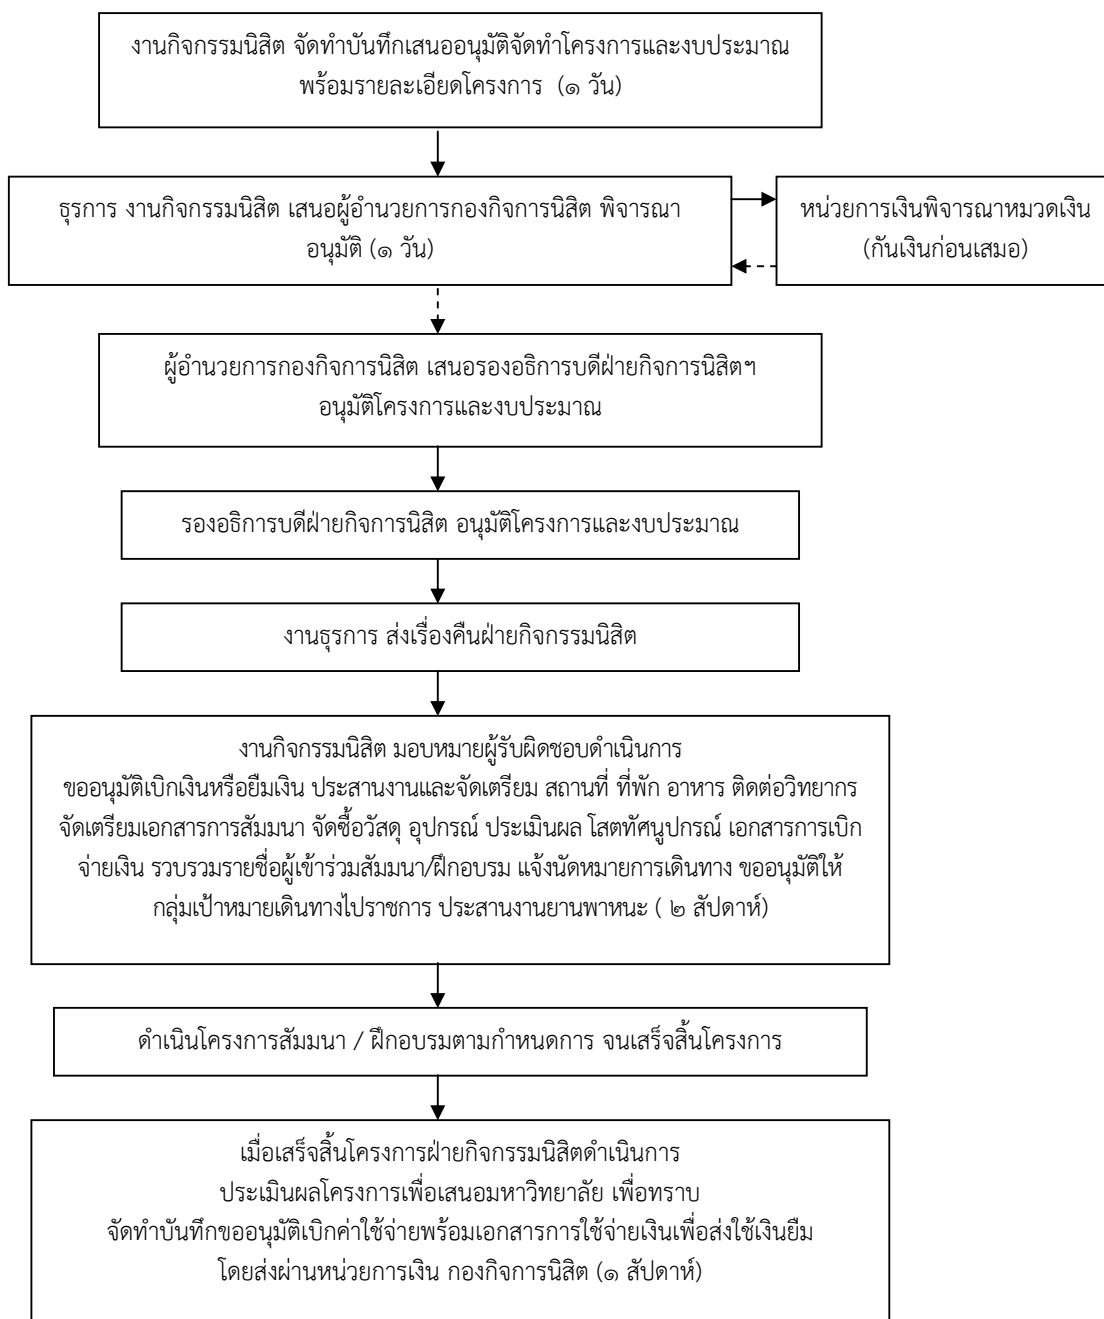 งานกิจกรรมนิสิต จัดทำบันทึกเสนออนุมัติจัดทำโครงการและงบประมาณ
พร้อมรายละเอียดโครงการ (๑ วัน)
ธุรการ งานกิจกรรมนิสิต เสนอผู้อำนวยการกองกิจการนิสิต พิจารณา
อนุมัติ (๑ วัน)
หน่วยการเงินพิจารณาหมวดเงิน
(กันเงินก่อนเสมอ)
ผู้อำนวยการกองกิจการนิสิต เสนอรองอธิการบดีฝ่ายกิจการนิสิตฯ
อนุมัติโครงการและงบประมาณ
รองอธิการบดีฝ่ายกิจการนิสิต อนุมัติโครงการและงบประมาณ
งานธุรการ ส่งเรื่องคืนฝ่ายกิจกรรมนิสิต
งานกิจกรรมนิสิต มอบหมายผู้รับผิดชอบดำเนินการ
ขออนุมัติเบิกเงินหรือยืมเงิน ประสานงานและจัดเตรียม สถานที่ ที่พัก อาหาร ติดต่อวิทยากร
จัดเตรียมเอกสารการสัมมนา จัดซื้อวัสดุ อุปกรณ์ ประเมินผล โสตทัศนูปกรณ์ เอกสารการเบิก
จ่ายเงิน รวบรวมรายชื่อผู้เข้าร่วมสัมมนา/ฝึกอบรม แจ้งนัดหมายการเดินทาง ขออนุมัติให้
กลุ่มเป้าหมายเดินทางไปราชการ ประสานงานยานพาหนะ ( ๒ สัปดาห์)
ดำเนินโครงการสัมมนา / ฝึกอบรมตามกำหนดการ จนเสร็จสิ้นโครงการ
เมื่อเสร็จสิ้นโครงการฝ่ายกิจกรรมนิสิตดำเนินการ
ประเมินผลโครงการเพื่อเสนอมหาวิทยาลัย เพื่อทราบ
จัดทำบันทึกขออนุมัติเบิกค่าใช้จ่ายพร้อมเอกสารการใช้จ่ายเงินเพื่อส่งใช้เงินยืม
โดยส่งผ่านหน่วยการเงิน กองกิจการนิสิต (๑ สัปดาห์)